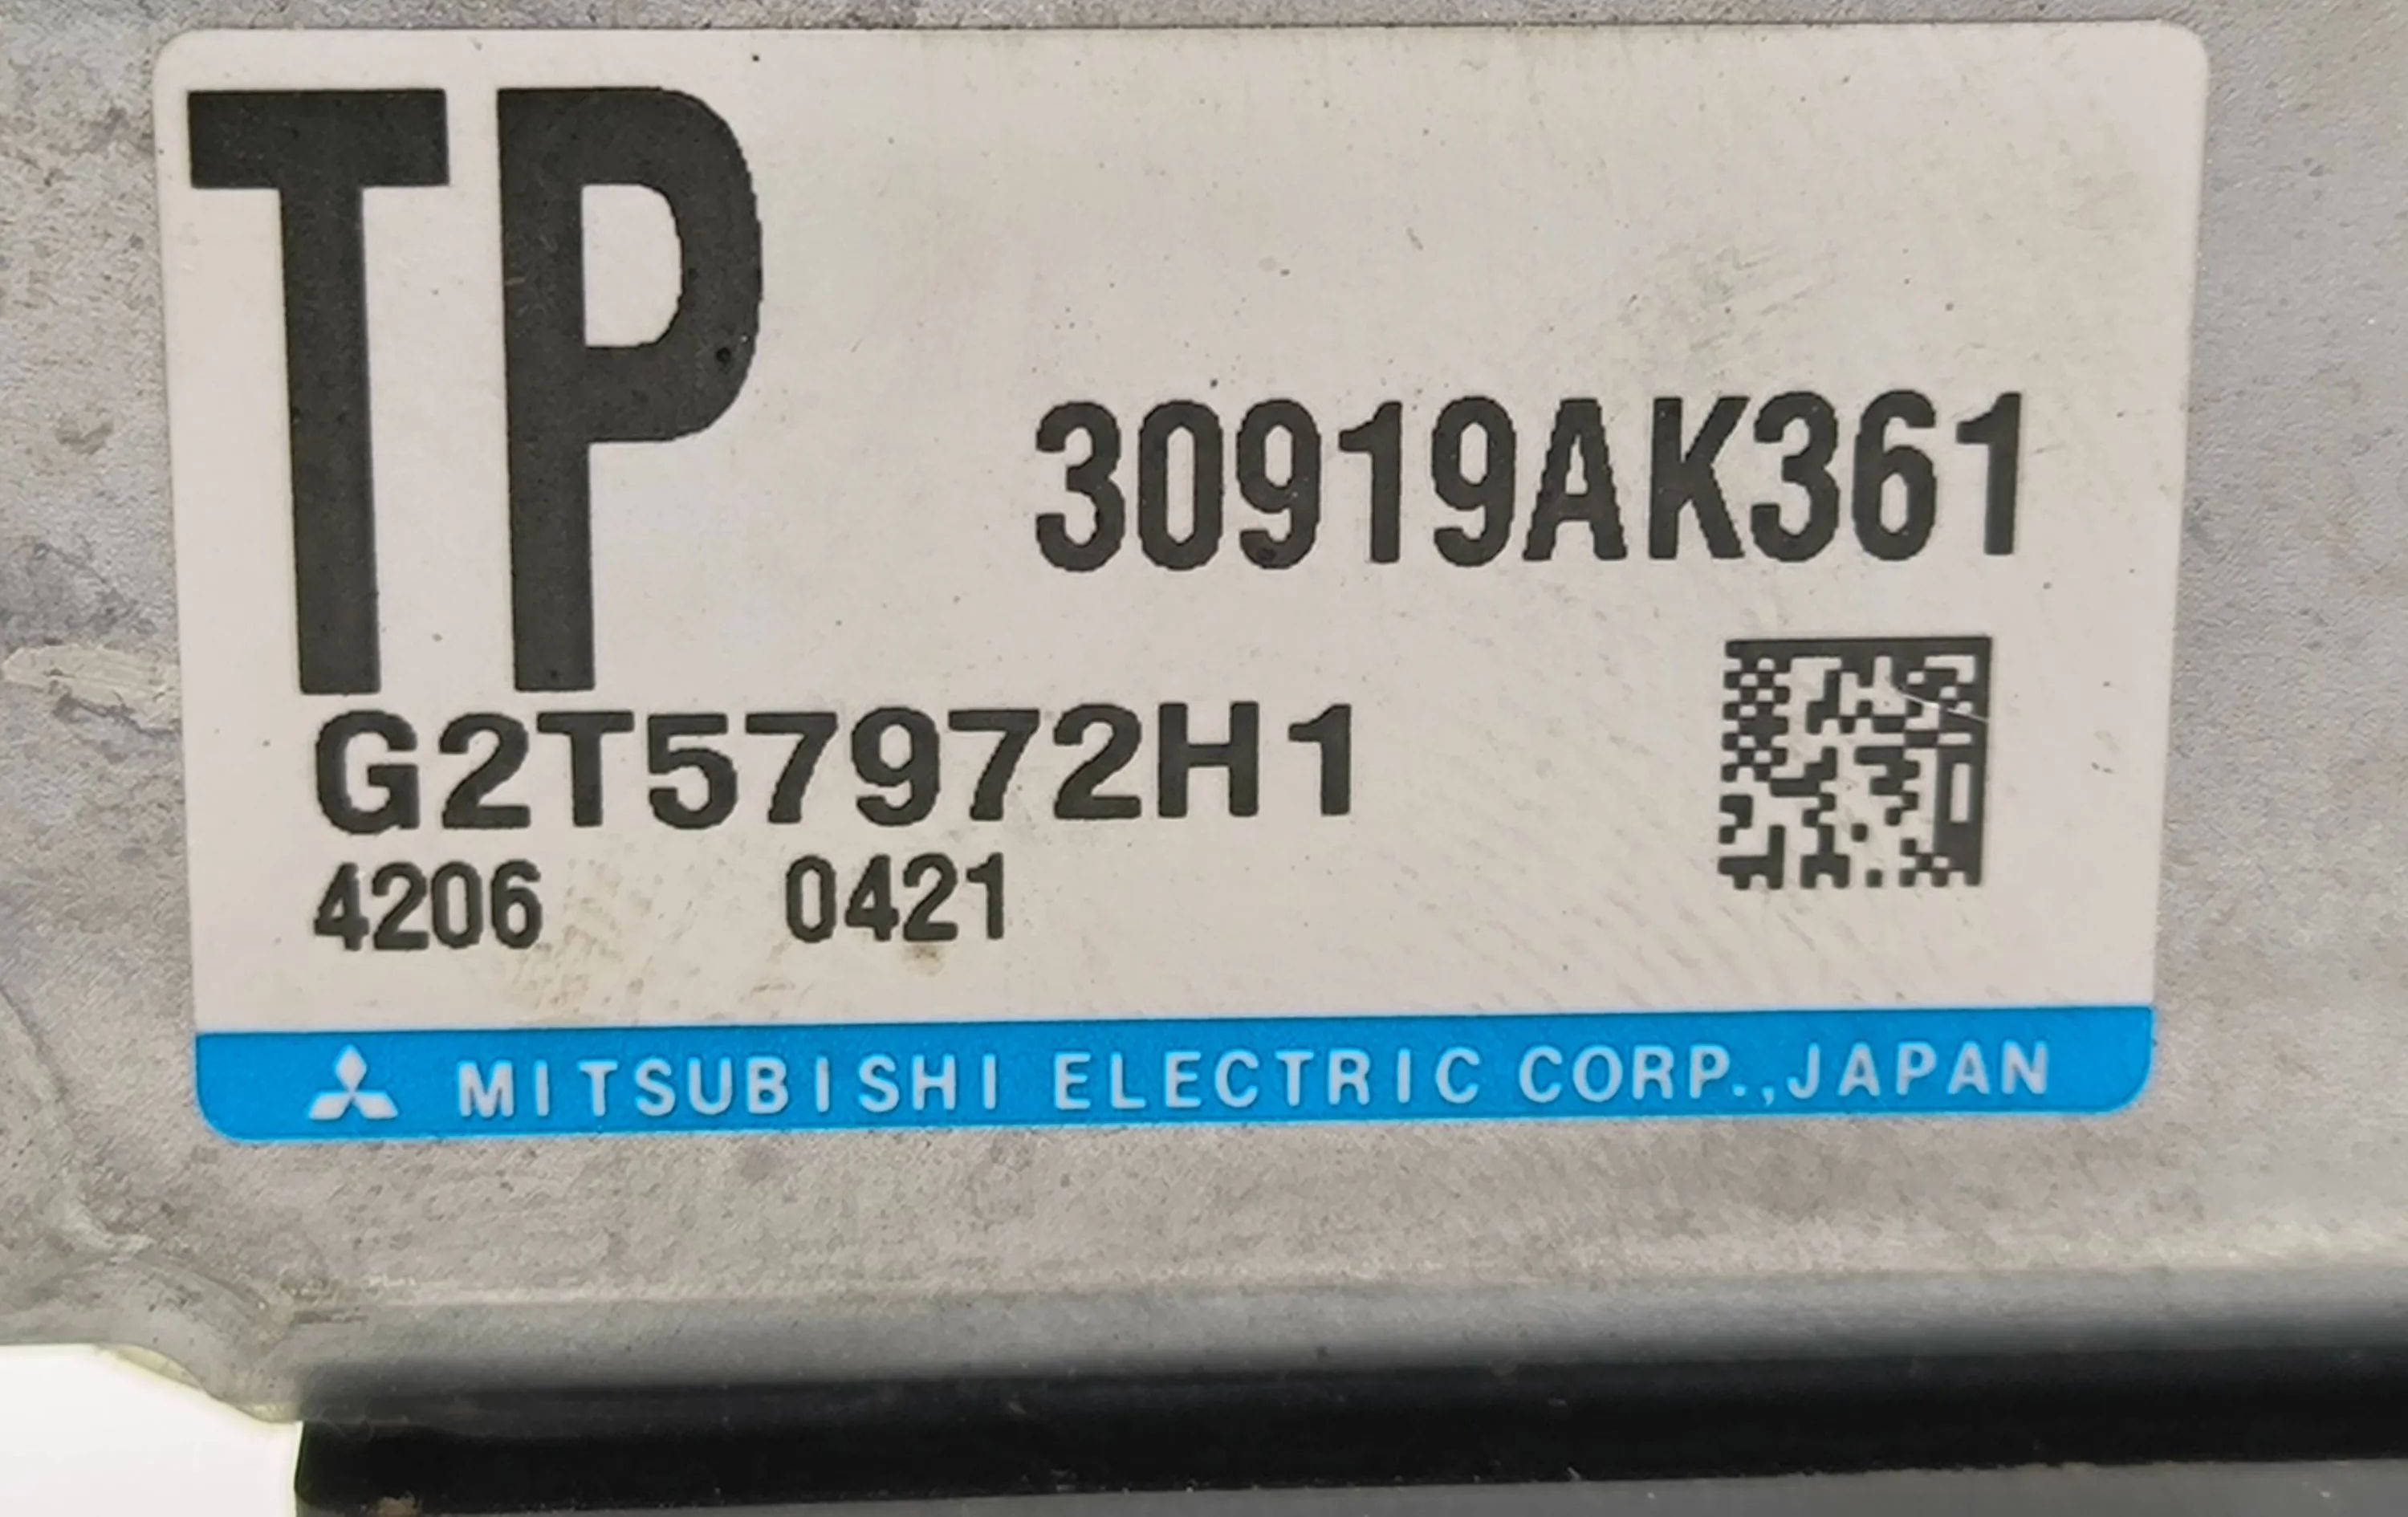 TP
30919AK361
G2T57972H1
4206 0421
MITSUBISHI ELECTRIC CORP.,JAPAN